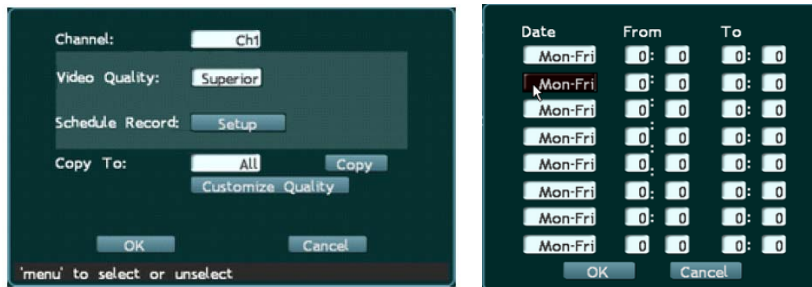 Channel: Ch1
Video Quality: Superior
Schedule Record: Setup
Copy To: All Copy
Customize Quality
OK Cancel
'menu' to select or unselect
Date From To
Mon-Fri 0: 0 0: 0
Mon-Fri 0: 0 0: 0
Mon-Fri 0: 0 0: 0
Mon-Fri 0: 0 0: 0
Mon-Fri 0: 0 0: 0
Mon-Fri 0: 0 0: 0
Mon-Fri 0: 0 0: 0
Mon-Fri 0: 0 0: 0
OK Cancel